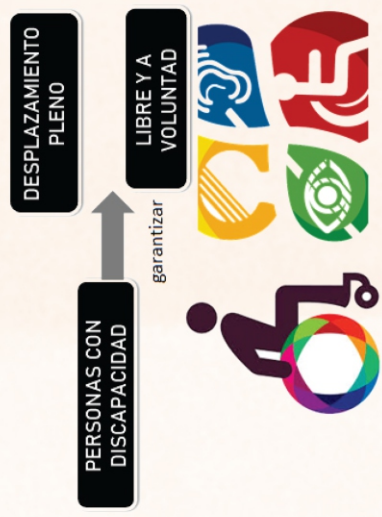 PERSONAS CON
DISCAPACIDAD
garantizar
DESPLAZAMIENTO
PLENO
LIBRE Y A
VOLUNTAD